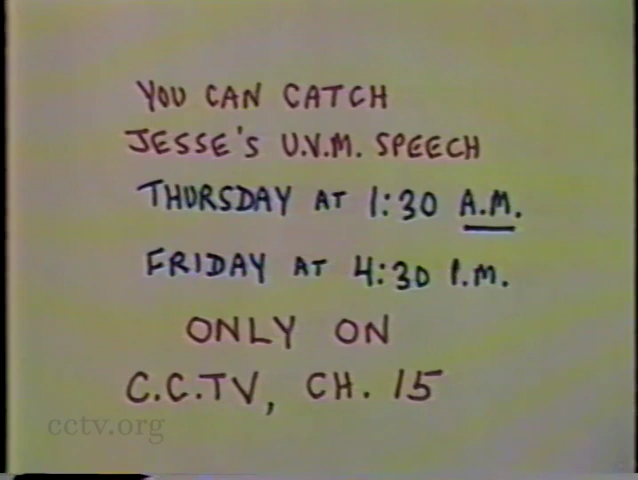 YOU CAN CATCH
JESSE'S U.V.M. SPEECH
THURSDAY AT 1:30 A.M.
FRIDAY AT 4:30 P.M.
ONLY ON
C.C.TV, CH. 15
cctv.org